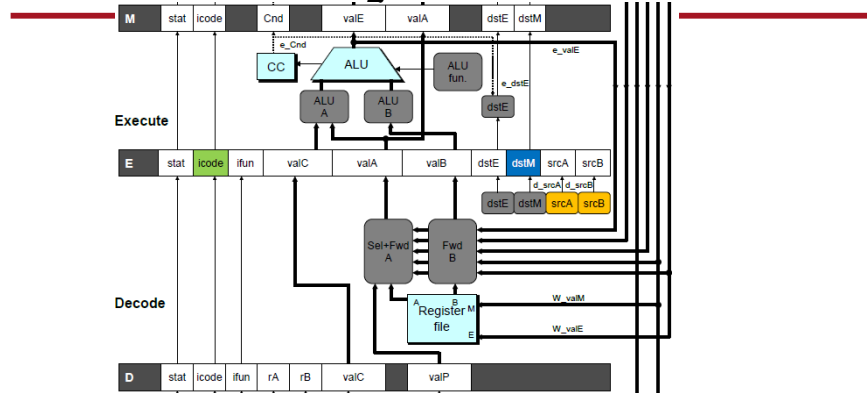 M stat icode Cnd valE valA dstE dstM
e_Cnd
e_valE
CC
ALU
ALU
fun.
e_dstE
ALU
A
ALU
B
dstE
Execute
E stat icode ifun valC valA valB dstE dstM srcA srcB
d_srcA d_srcB
dstE dstM srcA srcB
Sel+Fwd
A
Fwd
B
Decode
A B
Register
file
M
E
W_valM
W_valE
D stat icode ifun rA rB valC valP